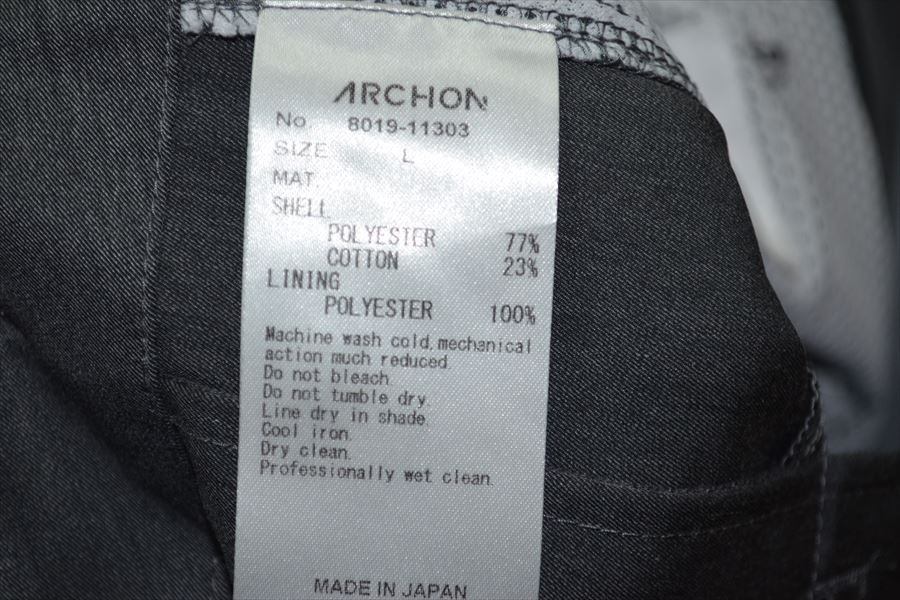 ARCHON
No. 8019-11303
SIZE L
MAT.
SHELL
POLYESTER 77%
COTTON 23%
LINING
POLYESTER 100%
Machine wash cold, mechanical
action much reduced.
Do not bleach.
Do not tumble dry.
Line dry in shade.
Cool iron.
Dry clean.
Professionally wet clean.
MADE IN JAPAN